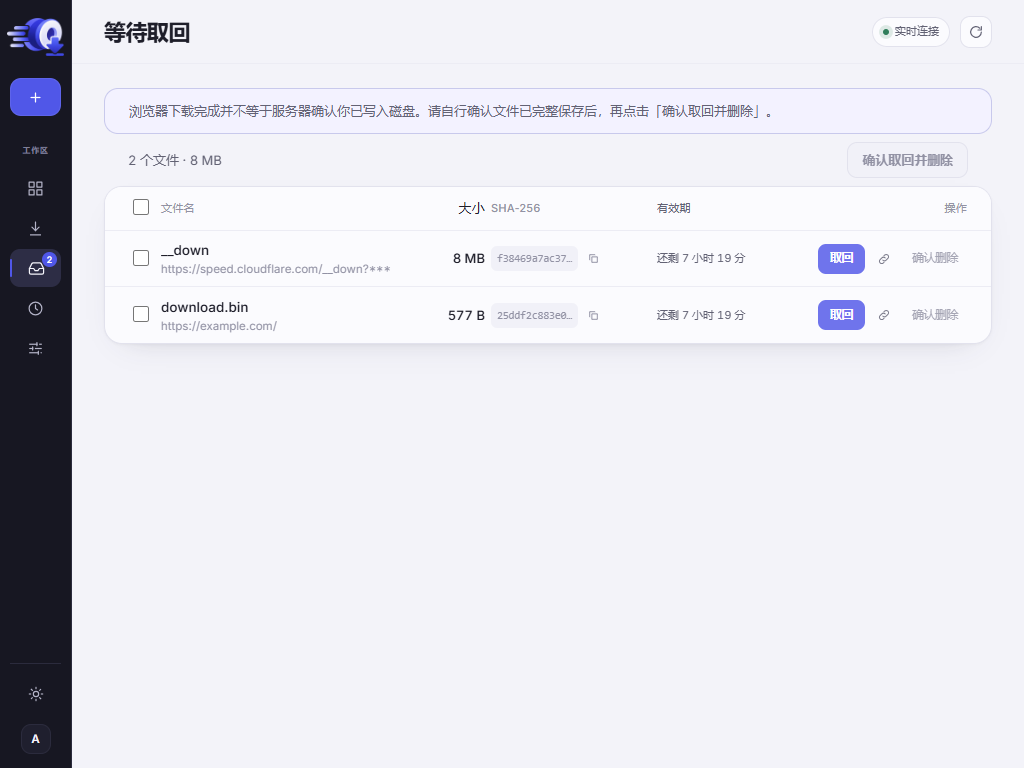 等待取回
实时连接
+
工作区
2
浏览器下载完成并不等于服务器确认你已写入磁盘。请自行确认文件已完整保存后，再点击「确认取回并删除」。
2 个文件 · 8 MB
确认取回并删除
文件名 大小 SHA-256 有效期 操作
__down
https://speed.cloudflare.com/__down?***
8 MB f38469a7ac37… 还剩 7 小时 19 分 取回 确认删除
download.bin
https://example.com/
577 B 25ddf2c883e0… 还剩 7 小时 19 分 取回 确认删除
A